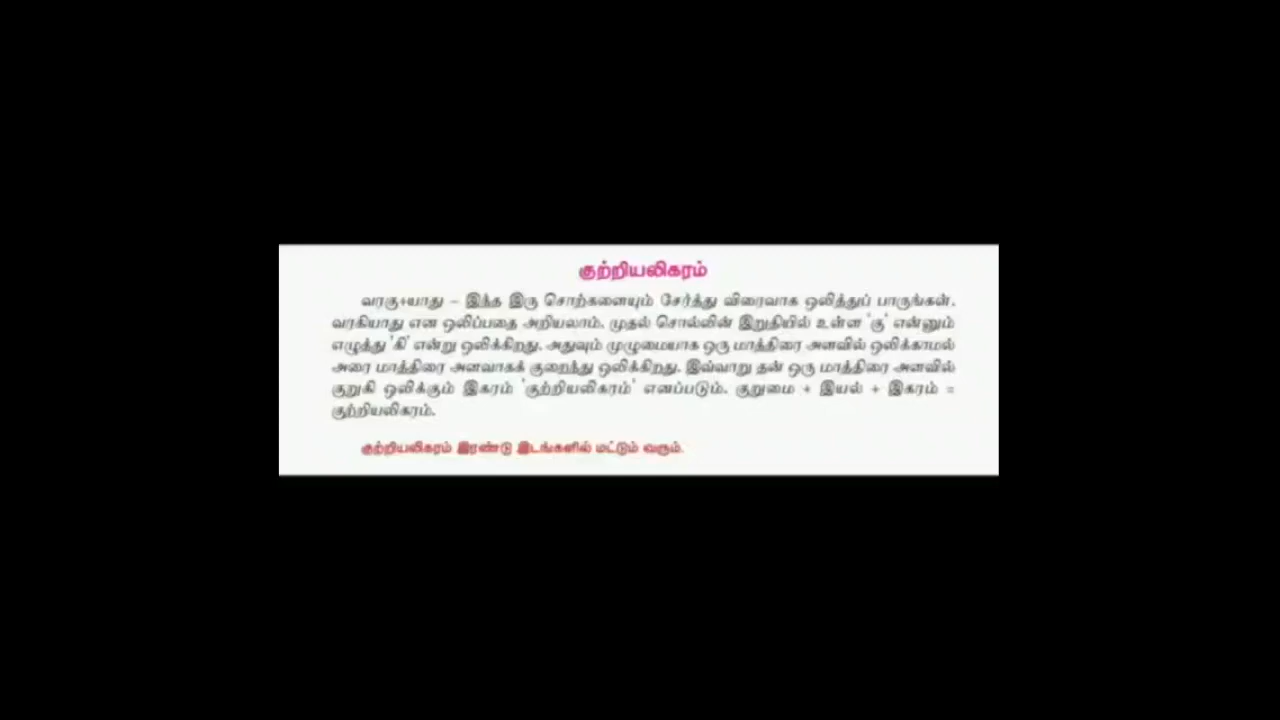 குற்றியலிகரம்
வரகு+யாது – இந்த இரு சொற்களையும் சேர்த்து விரைவாக ஒலித்துப் பாருங்கள்.
வரகியாது என ஒலிப்பதை அறியலாம். முதல் சொல்லின் இறுதியில் உள்ள 'கு' என்னும்
எழுத்து 'கி' என்று ஒலிக்கிறது. அதுவும் முழுமையாக ஒரு மாத்திரை அளவில் ஒலிக்காமல்
அரை மாத்திரை அளவாகக் குறைந்து ஒலிக்கிறது. இவ்வாறு தன் ஒரு மாத்திரை அளவில்
குறுகி ஒலிக்கும் இகரம் 'குற்றியலிகரம்' எனப்படும். குறுமை + இயல் + இகரம் =
குற்றியலிகரம்.
குற்றியலிகரம் இரண்டு இடங்களில் மட்டும் வரும்.